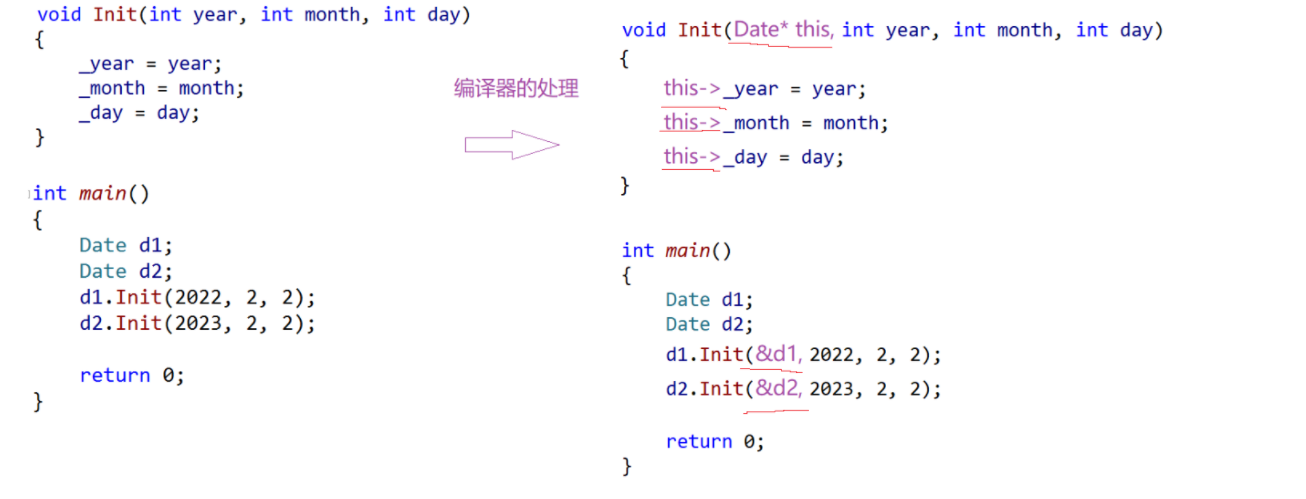 void Init(int year, int month, int day)
{
_year = year;
_month = month;
_day = day;
}
int main()
{
Date d1;
Date d2;
d1.Init(2022, 2, 2);
d2.Init(2023, 2, 2);
return 0;
}
编译器的处理
void Init(Date* this, int year, int month, int day)
{
this->_year = year;
this->_month = month;
this->_day = day;
}
int main()
{
Date d1;
Date d2;
d1.Init(&d1, 2022, 2, 2);
d2.Init(&d2, 2023, 2, 2);
return 0;
}